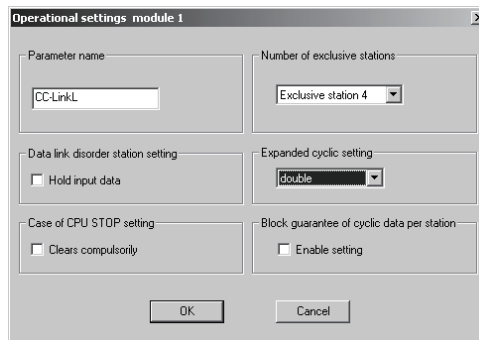 Operational settings module 1
Parameter name
CC-LinkL
Number of exclusive stations
Exclusive station 4
Data link disorder station setting
Hold input data
Expanded cyclic setting
double
Case of CPU STOP setting
Clears compulsorily
Block guarantee of cyclic data per station
Enable setting
OK
Cancel